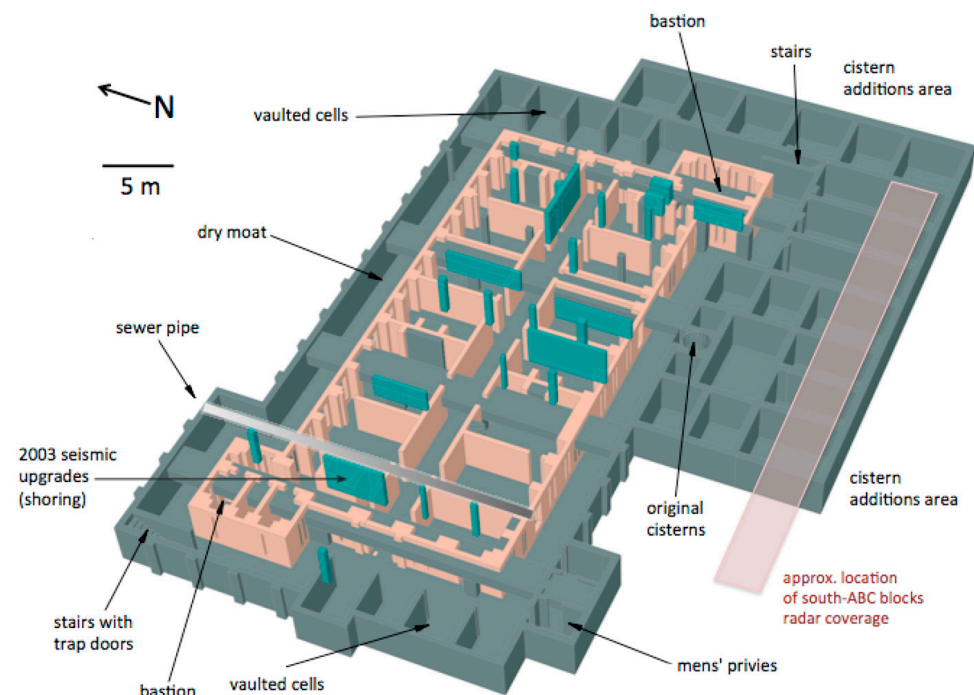 bastion
stairs
cistern
additions area
vaulted cells
N
5 m
dry moat
sewer pipe
2003 seismic
upgrades
(shoring)
original
cisterns
cistern
additions area
approx. location
of south-ABC blocks
radar coverage
stairs with
trap doors
bastion
vaulted cells
mens' privies